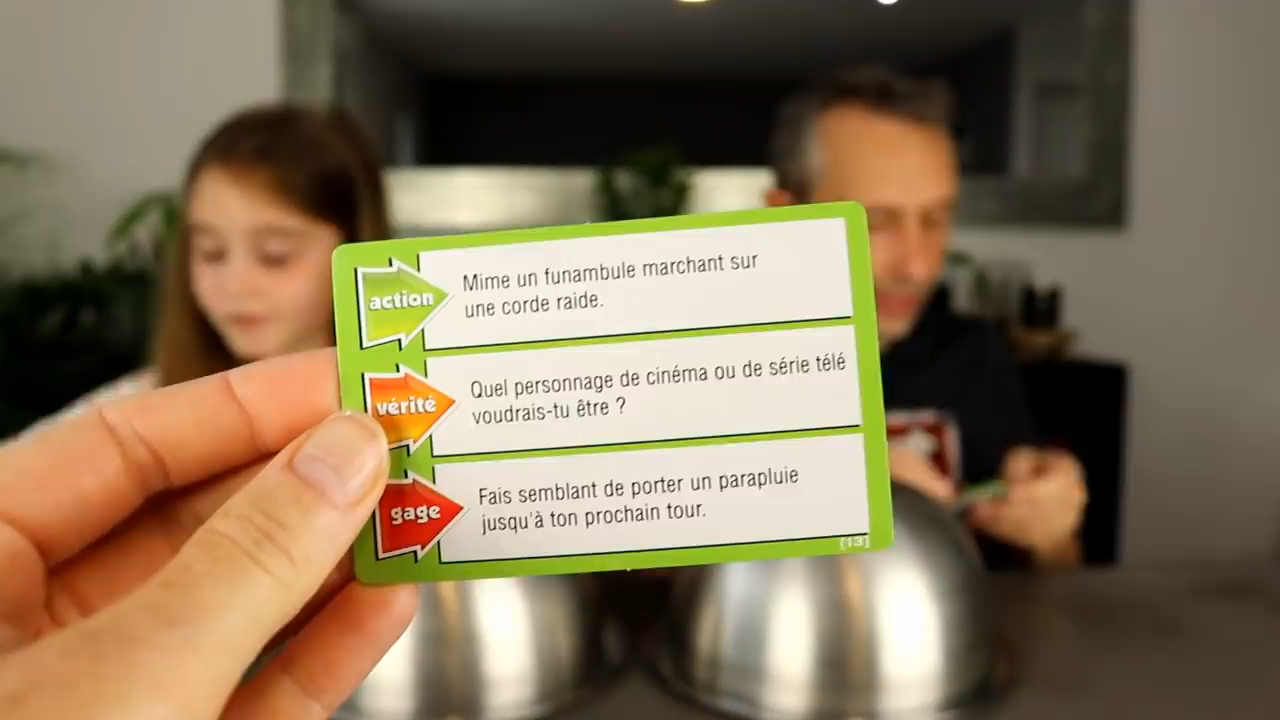 action
Mime un funambule marchant sur
une corde raide.
vérité
Quel personnage de cinéma ou de série télé
voudrais-tu être ?
gage
Fais semblant de porter un parapluie
jusqu'à ton prochain tour.
[13]